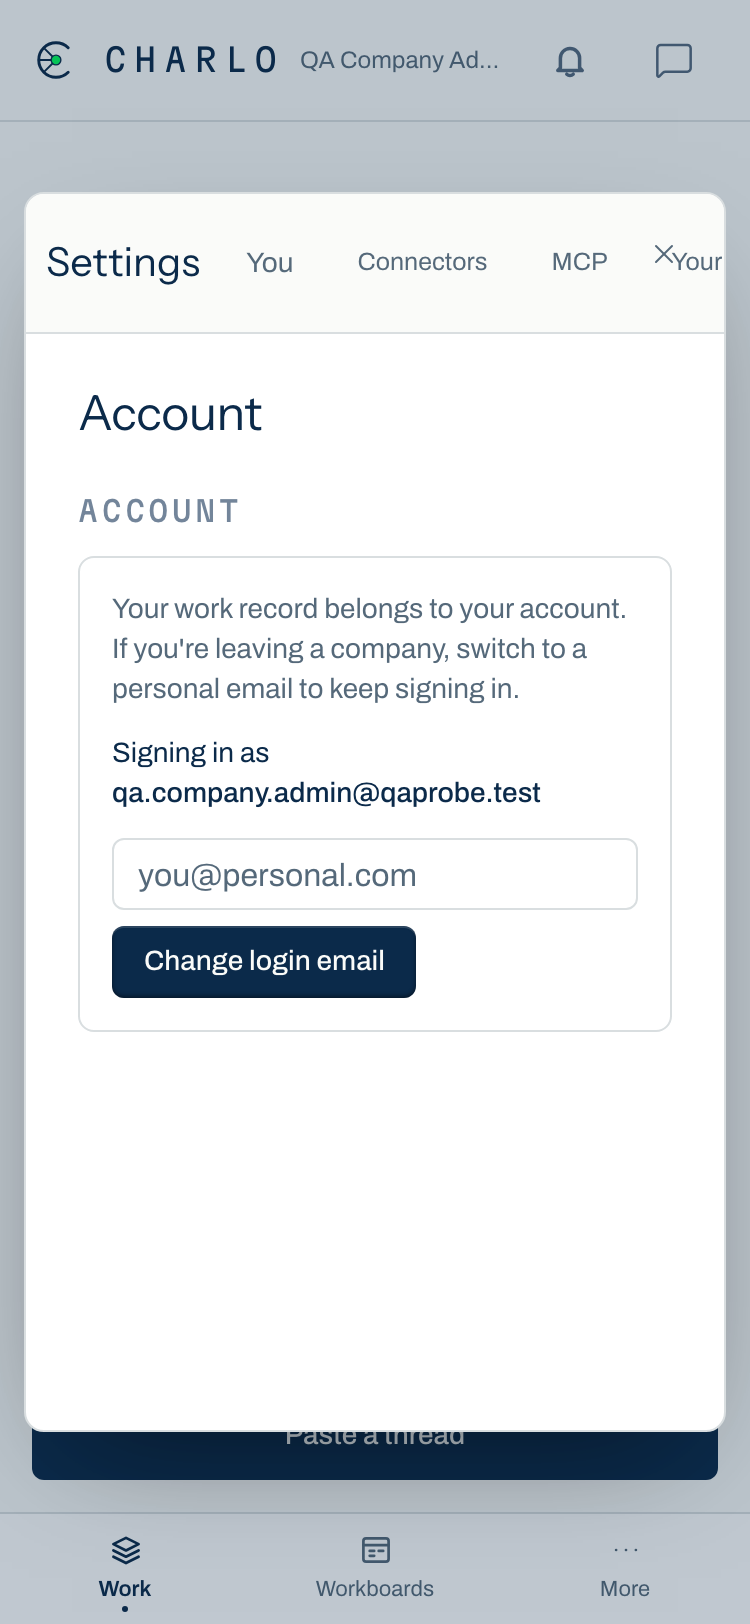 CHARLO QA Company Ad...
Settings You Connectors MCP Your
Account
ACCOUNT
Your work record belongs to your account.
If you're leaving a company, switch to a
personal email to keep signing in.
Signing in as
qa.company.admin@qaprobe.test
you@personal.com
Change login email
Paste a thread
Work Workboards More